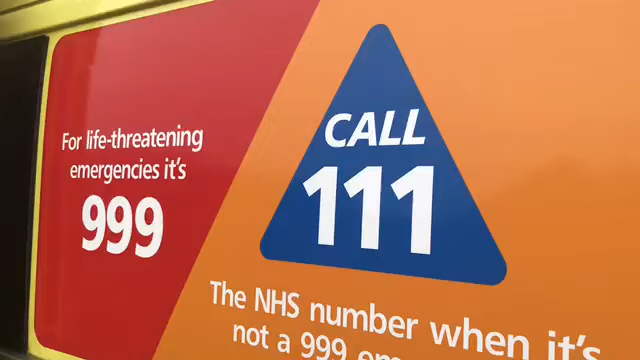 For life-threatening
emergencies it's
999
CALL
111
The NHS number when it's
not a 999